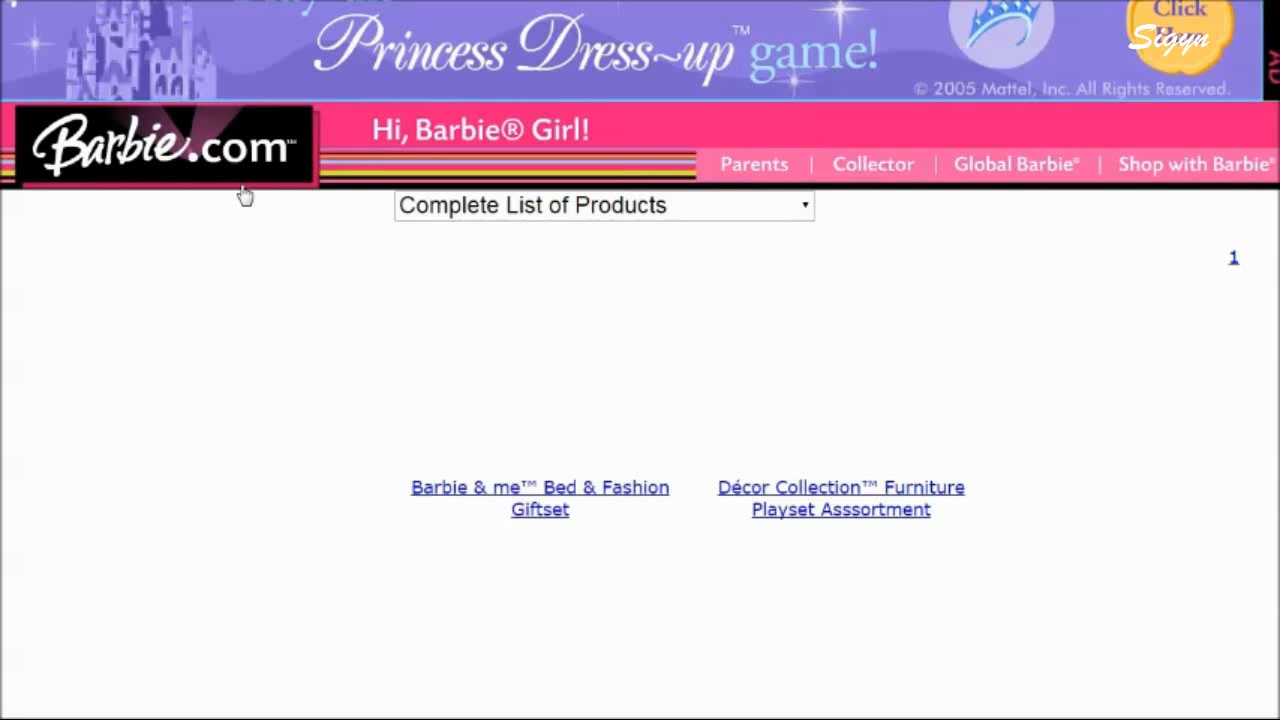 Princess Dress~up™ game!
Click
Sigyn
© 2005 Mattel, Inc. All Rights Reserved.
Barbie.com™
Hi, Barbie® Girl!
Parents | Collector | Global Barbie® | Shop with Barbie®
Complete List of Products
1
Barbie & me™ Bed & Fashion
Giftset
Décor Collection™ Furniture
Playset Asssortment